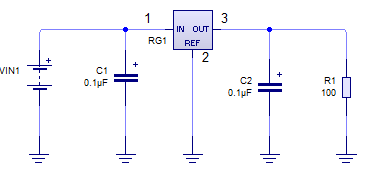 1
3
IN OUT
REF
RG1
2
+
VIN1
+
C1
0.1µF
+
C2
0.1µF
R1
100